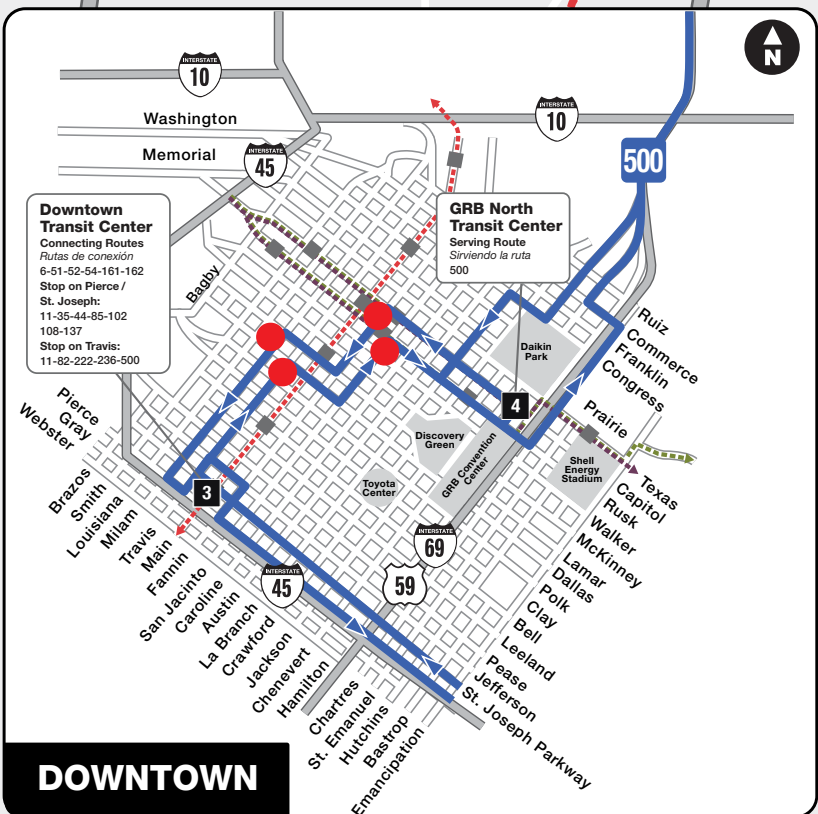 N
INTERSTATE
10
INTERSTATE
10
Washington
Memorial
INTERSTATE
45
500
Downtown
Transit Center
Connecting Routes
Rutas de conexión
6-51-52-54-161-162
Stop on Pierce /
St. Joseph:
11-35-44-85-102
108-137
Stop on Travis:
11-82-222-236-500
GRB North
Transit Center
Serving Route
Sirviendo la ruta
500
Bagby
Daikin
Park
Ruiz
Commerce
Franklin
Congress
Prairie
4
Discovery
Green
GRB Convention
Center
Shell
Energy
Stadium
Toyota
Center
Texas
Capitol
Rusk
Walker
McKinney
Lamar
Dallas
Polk
Clay
Bell
Leeland
Pease
Jefferson
St. Joseph Parkway
Pierce
Gray
Webster
3
Brazos
Smith
Louisiana
Milam
Travis
Main
Fannin
San Jacinto
Caroline
Austin
La Branch
Crawford
Jackson
Chenevert
Hamilton
INTERSTATE
45
INTERSTATE
69
59
Chartres
St. Emanuel
Hutchins
Bastrop
Emancipation
DOWNTOWN